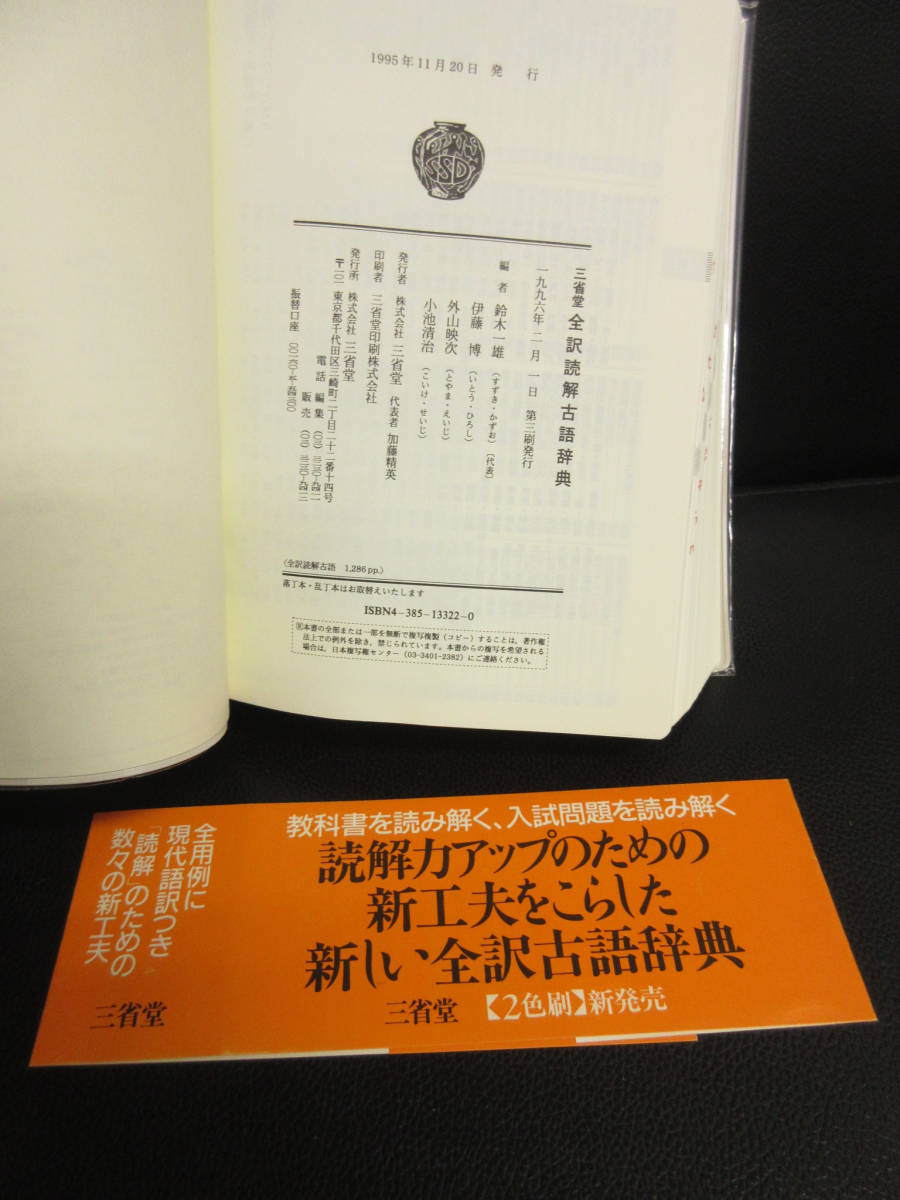 1995年11月20日 発 行
三省堂 全訳読解古語辞典
一九九六年 二月 一日 第三刷発行
編 者 鈴木一雄(すずき・かずお)〔代表〕
伊藤 博(いとう・ひろし)
外山映次(とやま・えいじ)
小池清治(こいけ・せいじ)
発行者 株式会社 三省堂 代表者 加藤精英
印刷者 三省堂印刷株式会社
発行所 株式会社 三省堂
〒一〇一 東京都千代田区三崎町二丁目二十二番十四号
電話 編集
販売
振替口座
〈全訳読解古語 1,286 pp.〉
落丁本・乱丁本はお取替えいたします
ISBN4-385-13322-0
Ⓡ本書の全部または一部を無断で複写複製(コピー)することは、著作権
法上での例外を除き、禁じられています。本書からの複写を希望される
場合は、日本複写権センター(03-3401-2382)にご連絡ください。
教科書を読み解く、入試問題を読み解く
読解力アップのための
新工夫をこらした
新しい全訳古語辞典
三省堂 【2色刷】新発売
全用例に
現代語訳つき
「読解」のための
数々の新工夫
三省堂